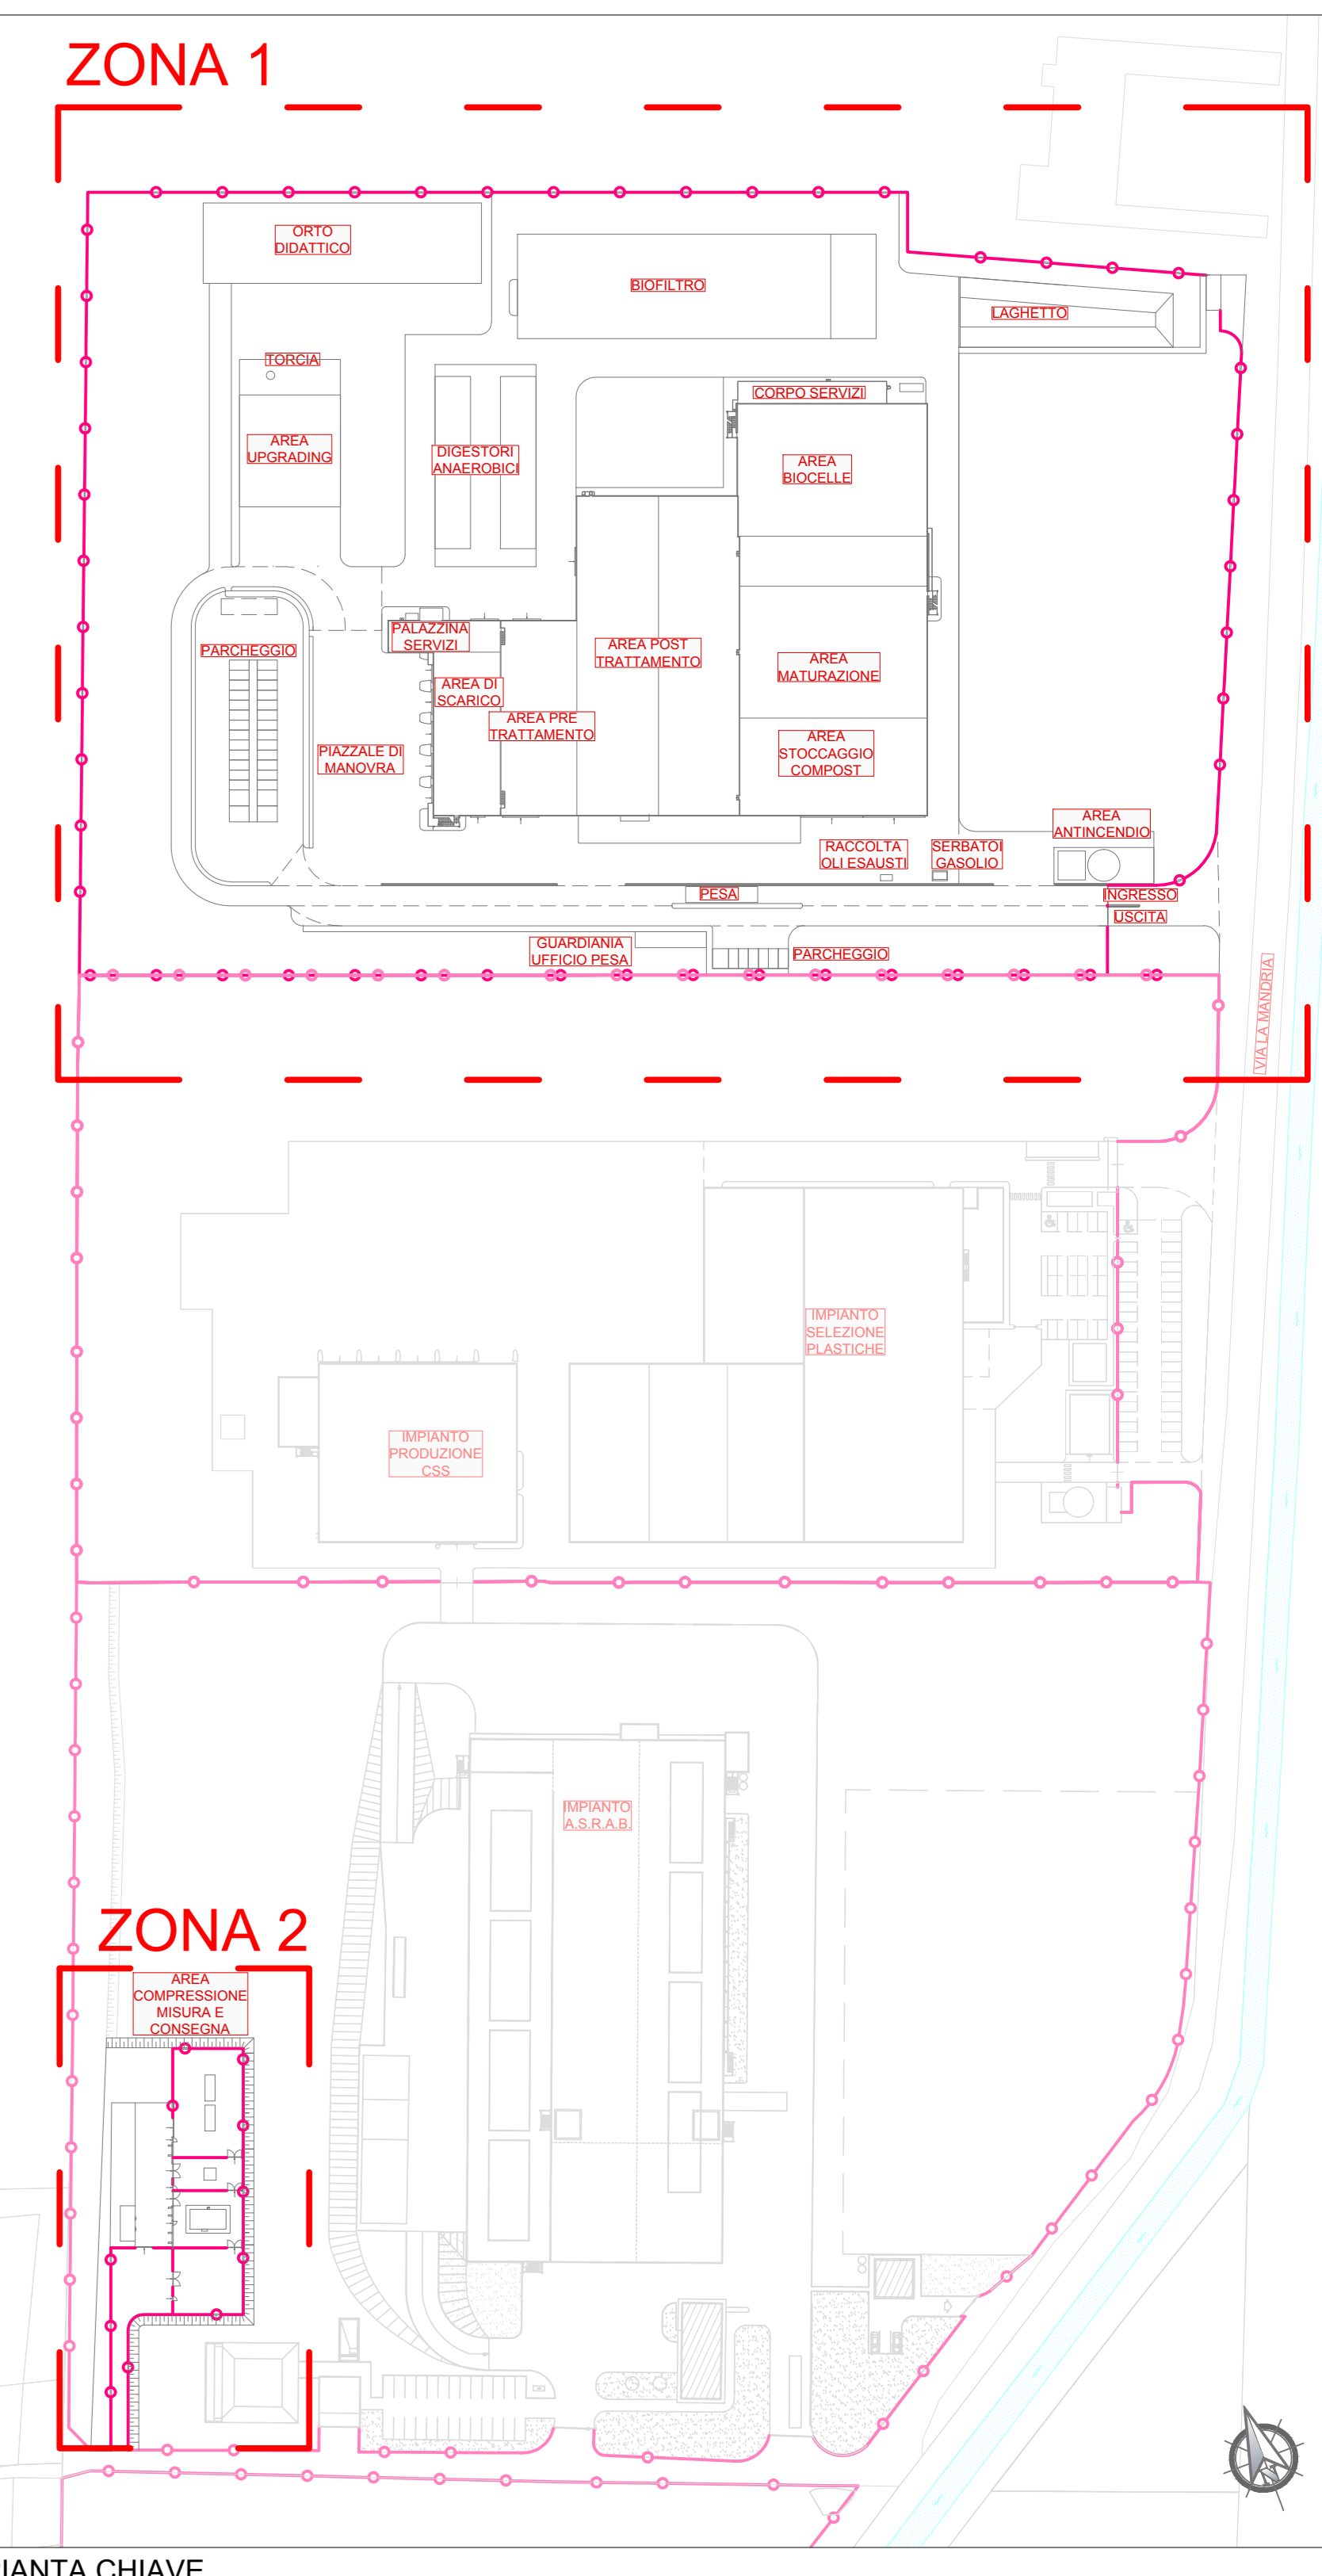 ZONA 1
ORTO
DIDATTICO
BIOFILTRO
LAGHETTO
TORCIA
CORPO SERVIZI
AREA
UPGRADING
DIGESTORI
ANAEROBICI
AREA
BIOCELLE
PALAZZINA
SERVIZI
PARCHEGGIO
AREA POST
TRATTAMENTO
AREA
MATURAZIONE
AREA DI
SCARICO
AREA PRE
TRATTAMENTO
PIAZZALE DI
MANOVRA
AREA
STOCCAGGIO
COMPOST
AREA
ANTINCENDIO
RACCOLTA
OLI ESAUSTI
SERBATOI
GASOLIO
PESA
INGRESSO
USCITA
GUARDIANIA
UFFICIO PESA
PARCHEGGIO
VIA LA MANDRIA
IMPIANTO
SELEZIONE
PLASTICHE
IMPIANTO
PRODUZIONE
CSS
IMPIANTO
A.S.R.A.B.
ZONA 2
AREA
COMPRESSIONE
MISURA E
CONSEGNA
IANTA CHIAVE